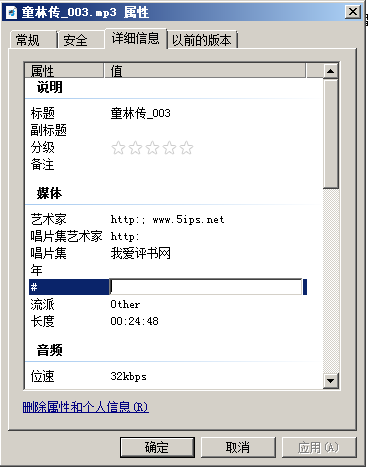 童林传_003.mp3 属性
常规 安全 详细信息 以前的版本
属性 值
说明
标题 童林传_003
副标题
分级
备注
媒体
艺术家 http:; www.5ips.net
唱片集艺术家 http:
唱片集 我爱评书网
年
#
流派 Other
长度 00:24:48
音频
位速 32kbps
删除属性和个人信息(R)
确定 取消 应用(A)